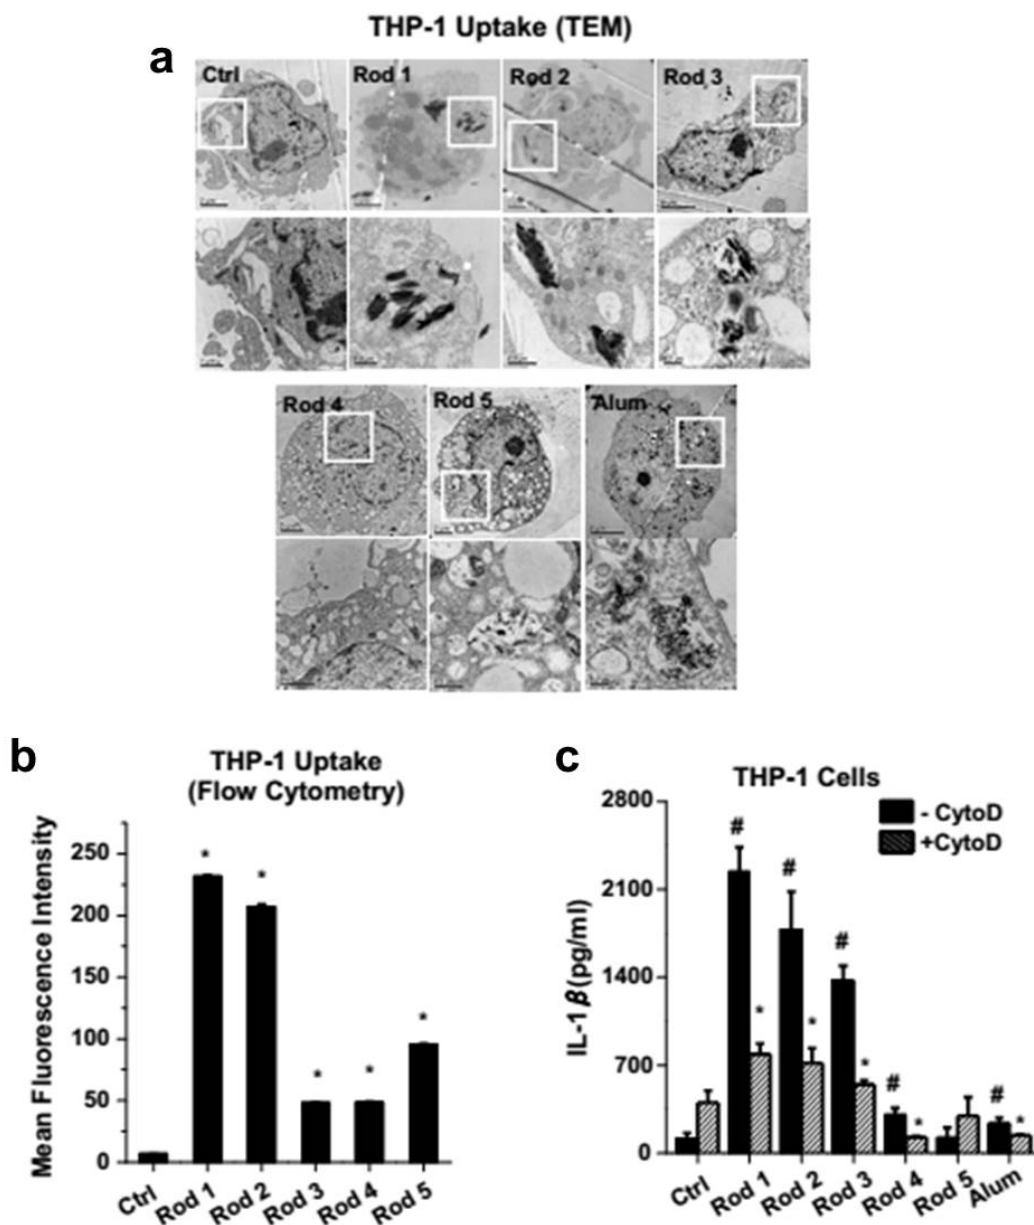 THP-1 Uptake (TEM)
a
Ctrl
Rod 1
Rod 2
Rod 3
Rod 4
Rod 5
Alum
b
THP-1 Uptake
(Flow Cytometry)
Mean Fluorescence Intensity
250
200
150
100
50
0
* * * * *
Ctrl
Rod 1
Rod 2
Rod 3
Rod 4
Rod 5
c
THP-1 Cells
- CytoD
+CytoD
IL-1β(pg/ml)
2800
2100
1400
700
0
# # # # #
* * * * *
Ctrl
Rod 1
Rod 2
Rod 3
Rod 4
Rod 5
Alum